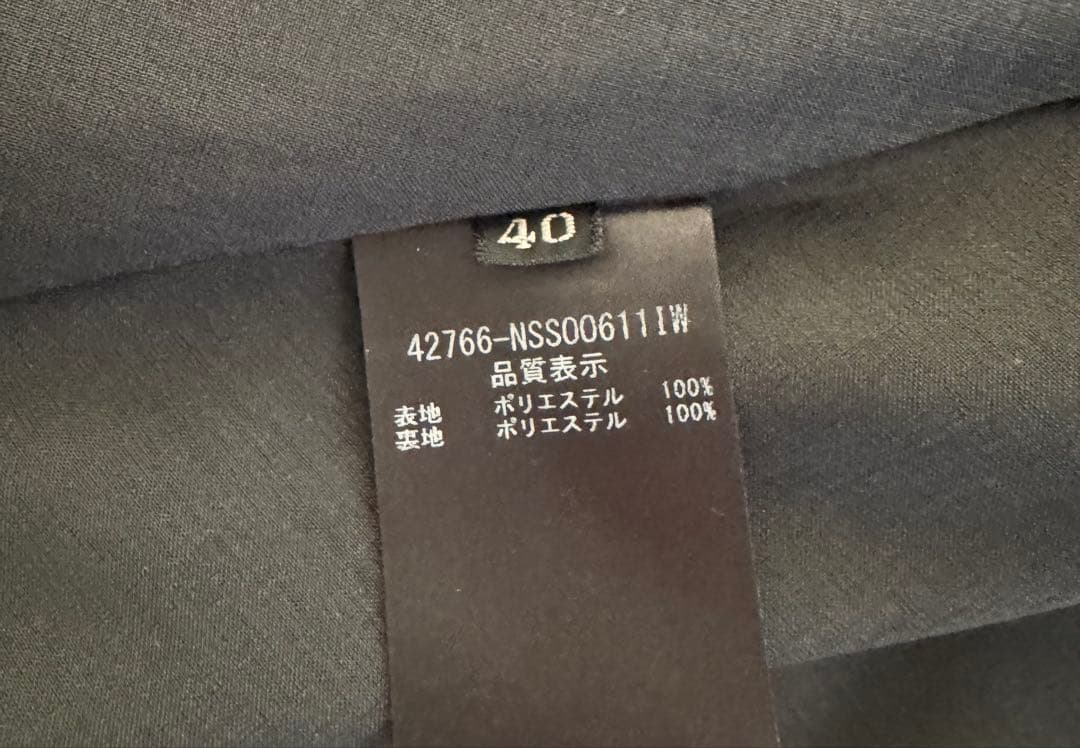 40
42766-NSS00611IW
品質表示
表地 ポリエステル 100%
裏地 ポリエステル 100%